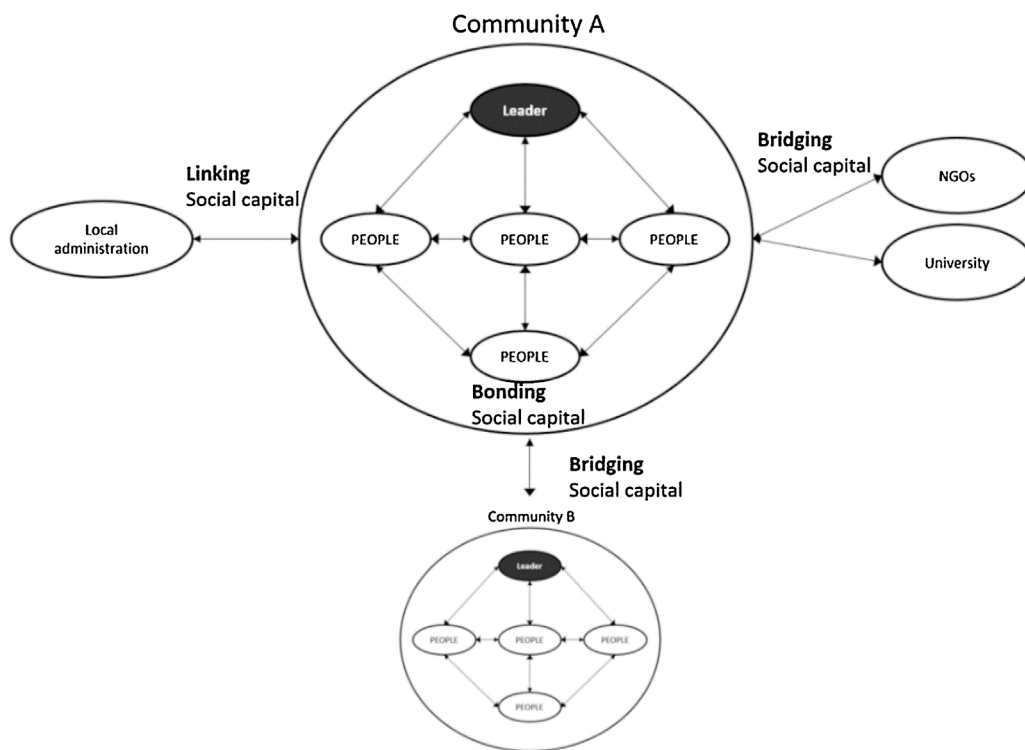 Community A
Leader
Bridging
Social capital
NGOs
Linking
Social capital
Local
administration
PEOPLE
PEOPLE
PEOPLE
University
PEOPLE
Bonding
Social capital
Bridging
Social capital
Community B
Leader
PEOPLE
PEOPLE
PEOPLE
PEOPLE